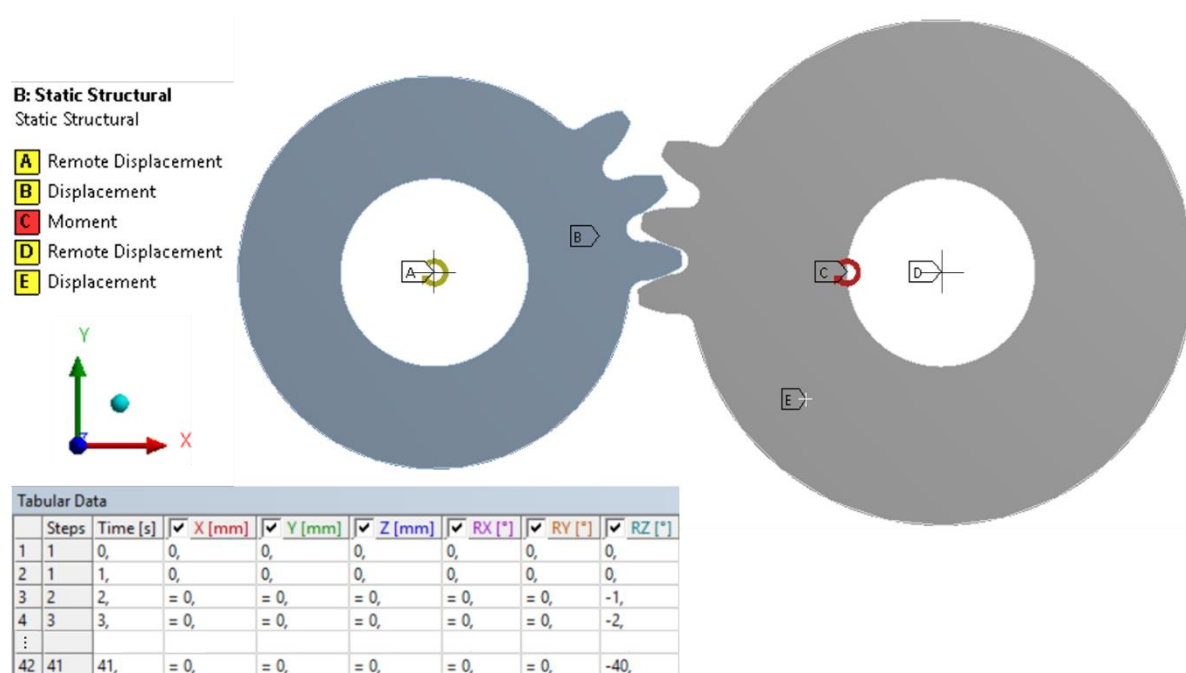 B: Static Structural
Static Structural
A Remote Displacement
B Displacement
C Moment
D Remote Displacement
E Displacement
Y
X
Z
A
B
C
D
E
Tabular Data
Steps Time [s] X [mm] Y [mm] Z [mm] RX [°] RY [°] RZ [°]
1 1 0, 0, 0, 0, 0, 0, 0,
2 1 1, 0, 0, 0, 0, 0, 0,
3 2 2, = 0, = 0, = 0, = 0, = 0, -1,
4 3 3, = 0, = 0, = 0, = 0, = 0, -2,
⋮
42 41 41, = 0, = 0, = 0, = 0, = 0, -40,